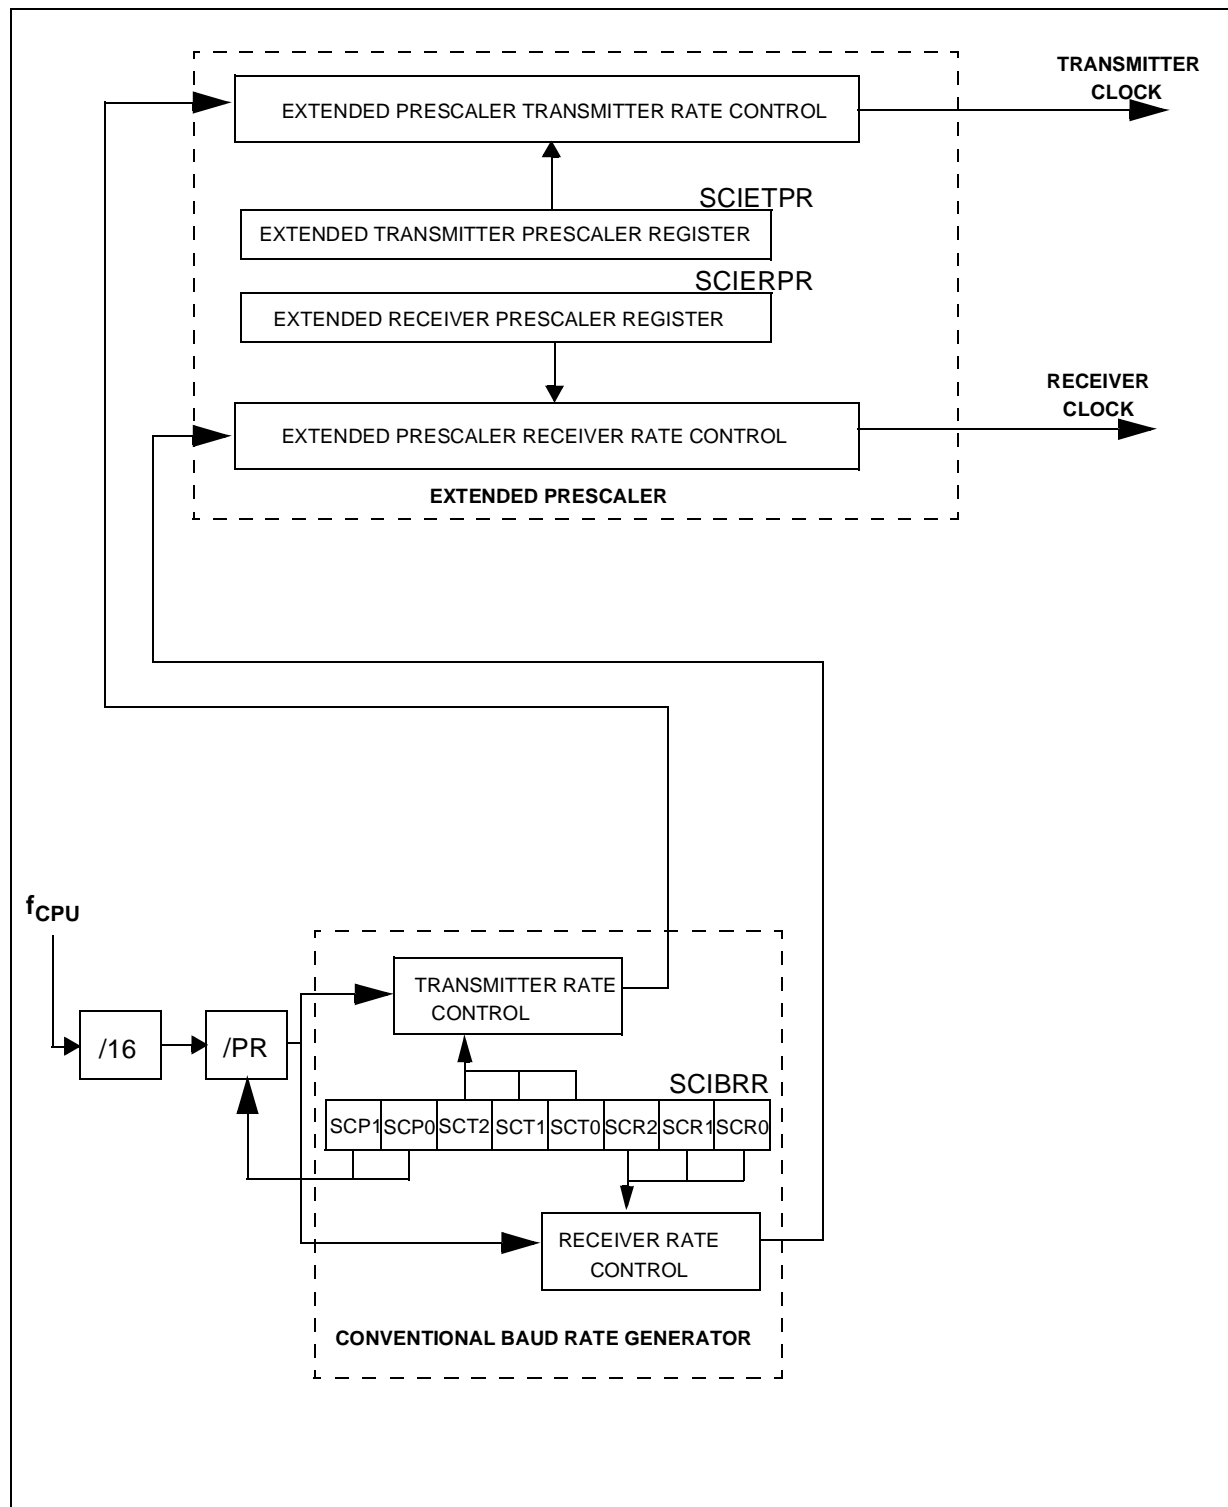 TRANSMITTER
CLOCK
EXTENDED PRESCALER TRANSMITTER RATE CONTROL
SCIETPR
EXTENDED TRANSMITTER PRESCALER REGISTER
SCIERPR
EXTENDED RECEIVER PRESCALER REGISTER
RECEIVER
CLOCK
EXTENDED PRESCALER RECEIVER RATE CONTROL
EXTENDED PRESCALER
fCPU
TRANSMITTER RATE
CONTROL
/16
/PR
SCIBRR
SCP1 SCP0 SCT2 SCT1 SCT0 SCR2 SCR1 SCR0
RECEIVER RATE
CONTROL
CONVENTIONAL BAUD RATE GENERATOR